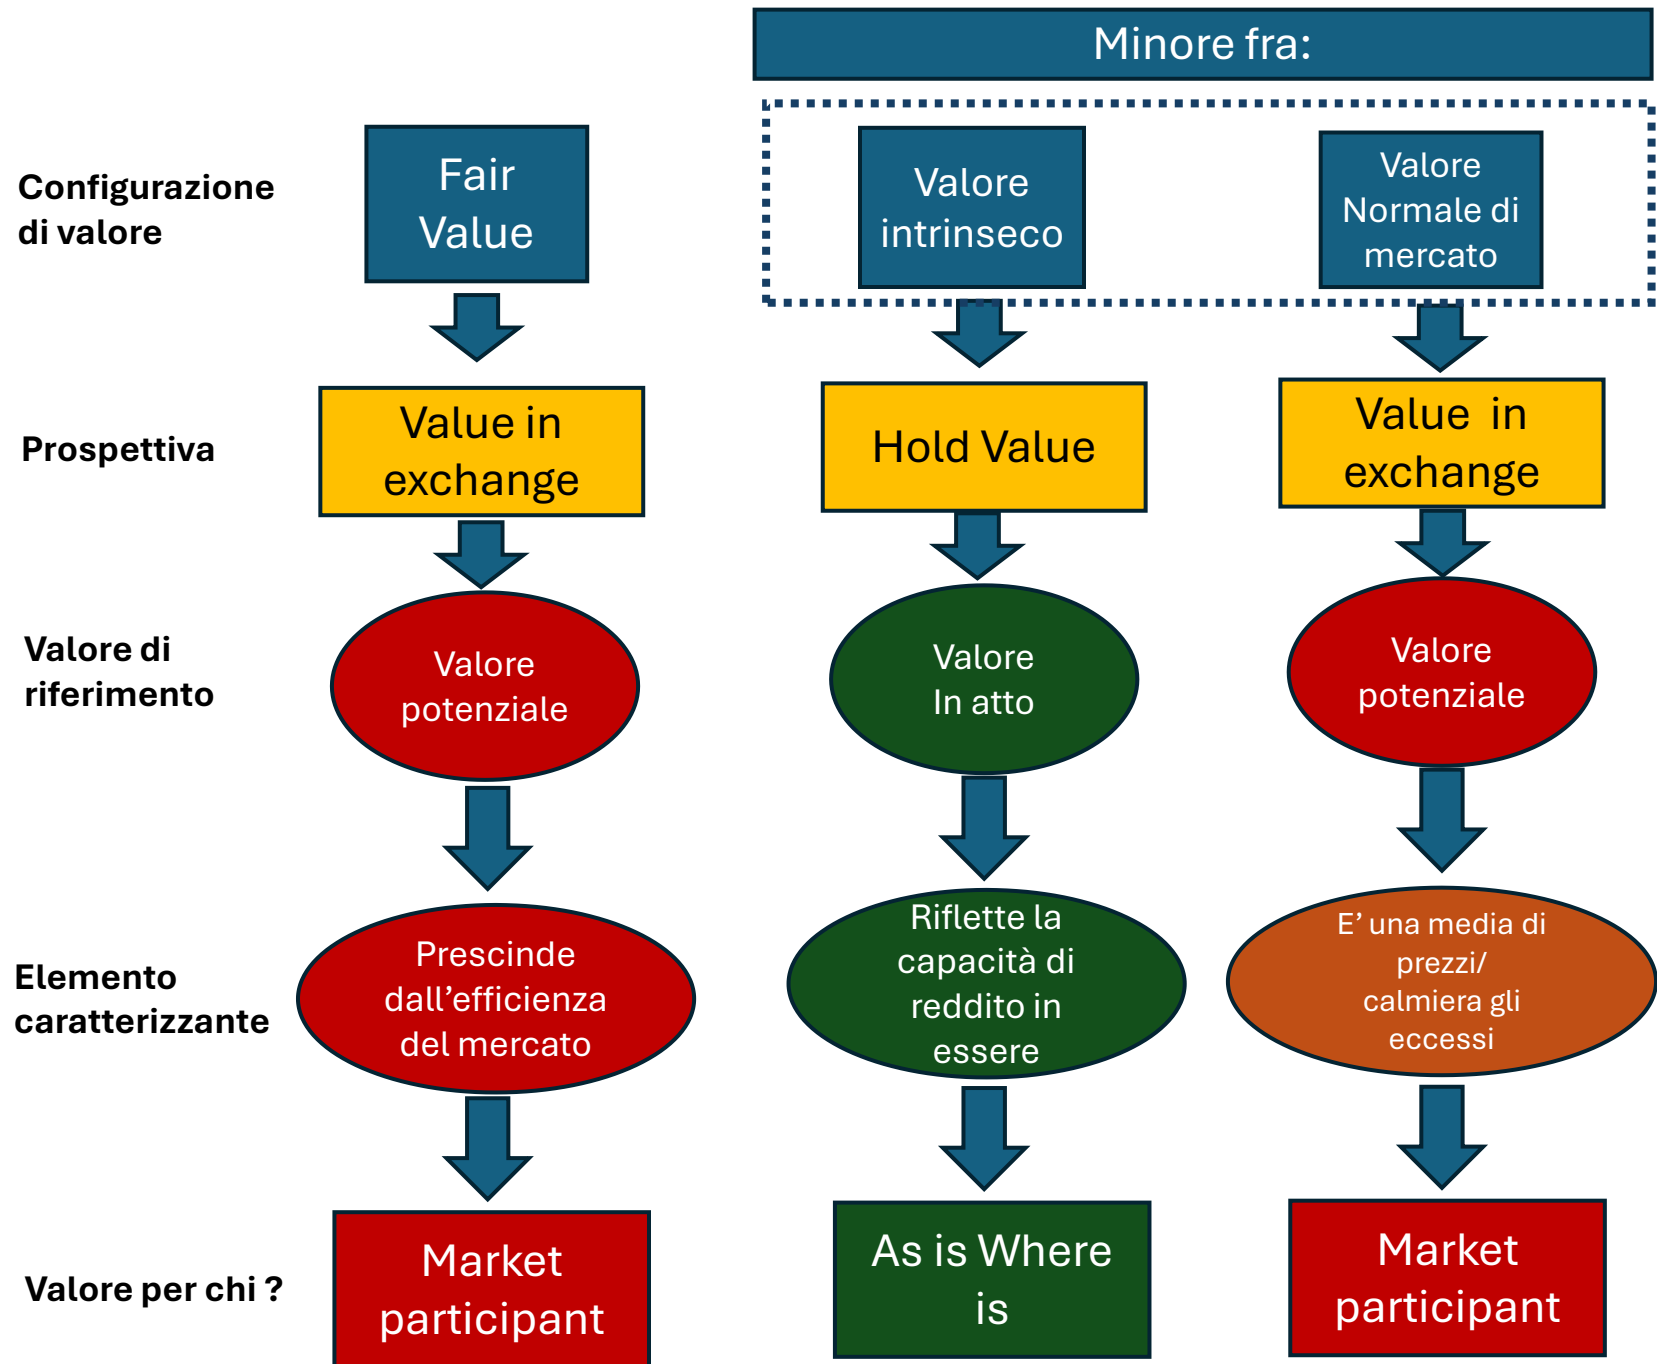 Minore fra:
Configurazione
di valore
Fair
Value
Valore
intrinseco
Valore
Normale di
mercato
Prospettiva
Value in
exchange
Hold Value
Value in
exchange
Valore di
riferimento
Valore
potenziale
Valore
In atto
Valore
potenziale
Elemento
caratterizzante
Prescinde
dall’efficienza
del mercato
Riflette la
capacità di
reddito in
essere
E’ una media di
prezzi/
calmiera gli
eccessi
Valore per chi ?
Market
participant
As is Where
is
Market
participant